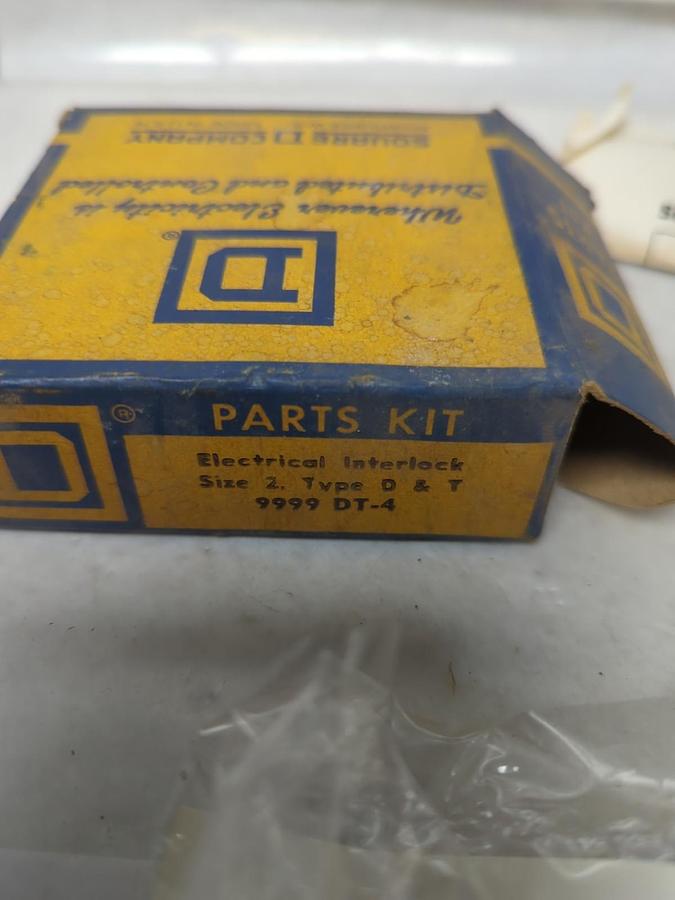 SQUARE D COMPANY
Wherever Electricity is
Distributed and Controlled
D
®
D
®
PARTS KIT
Electrical Interlock
Size 2, Type D & T
9999 DT-4
S